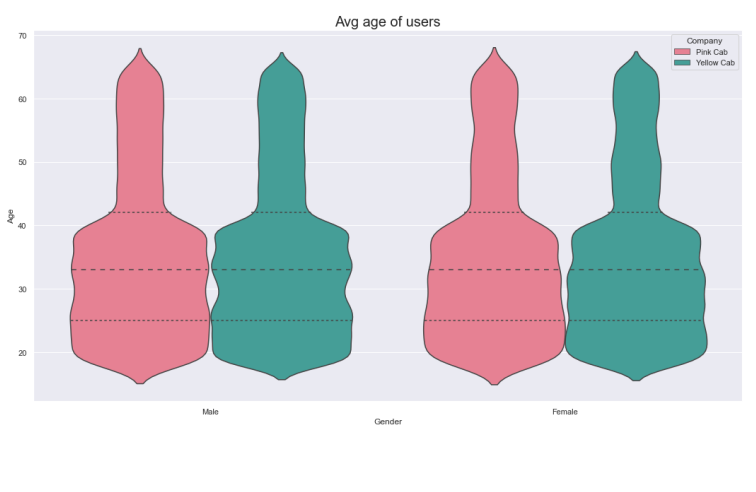 Avg age of users
Company
Pink Cab
Yellow Cab
70
60
50
40
30
20
Age
Male
Female
Gender